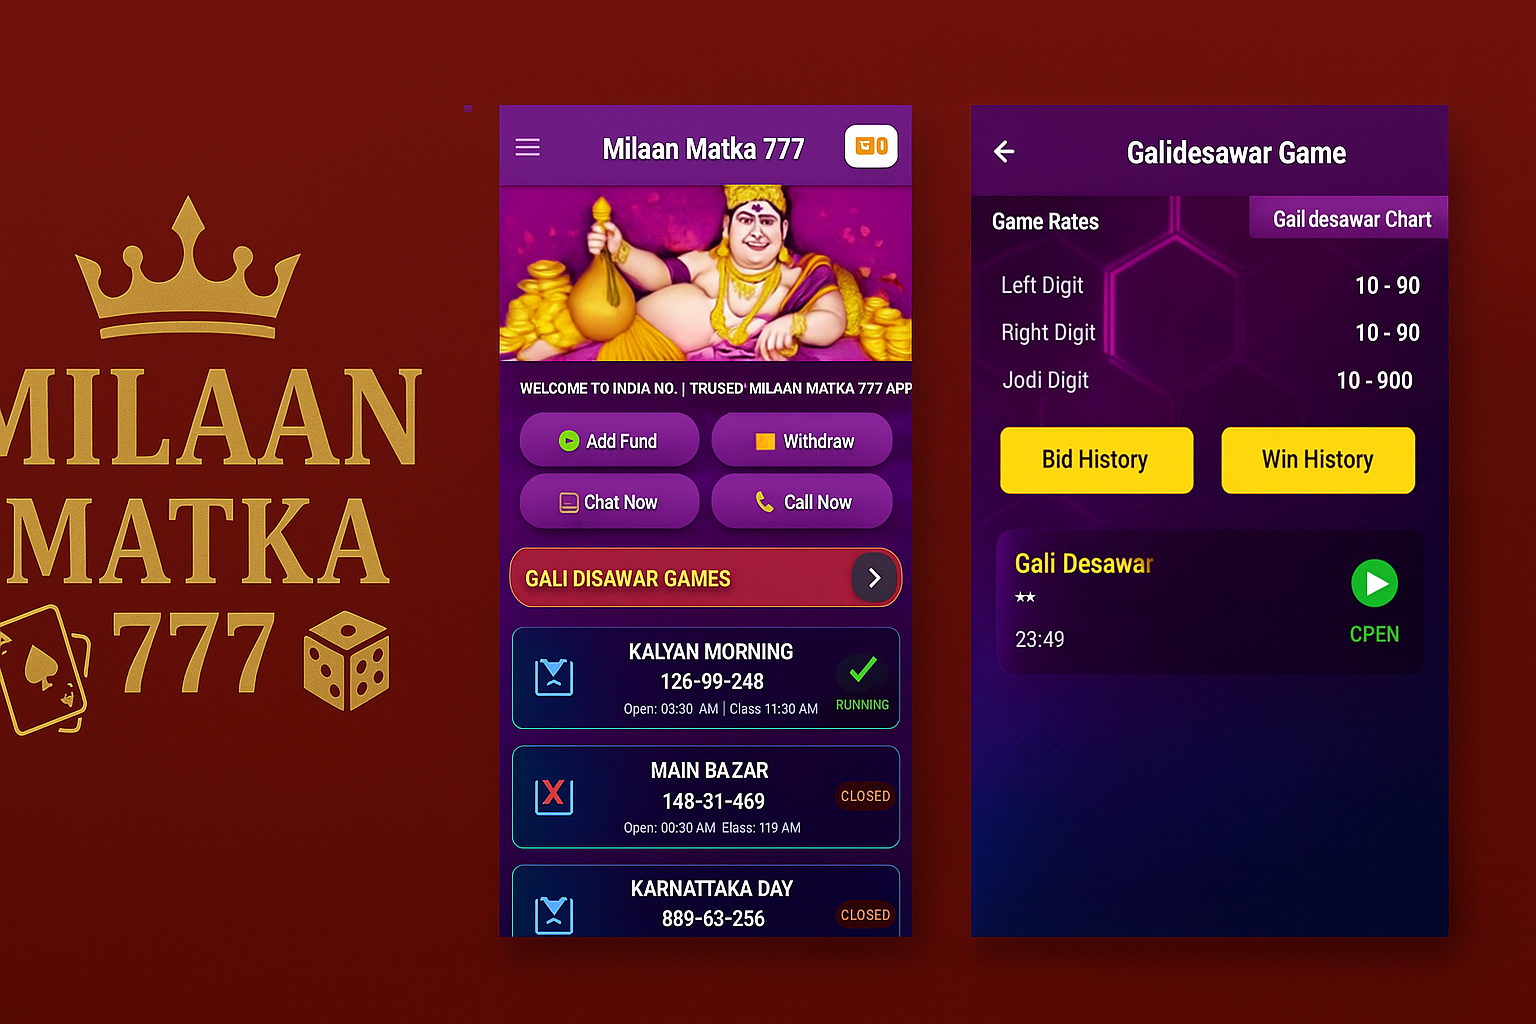 MILAAN
MATKA
777
Milaan Matka 777
WELCOME TO INDIA NO. | TRUSED' MILAAN MATKA 777 APP
Add Fund
Withdraw
Chat Now
Call Now
GALI DISAWAR GAMES
KALYAN MORNING
126-99-248
Open: 03:30 AM | Class 11:30 AM
RUNNING
MAIN BAZAR
148-31-469
Open: 00:30 AM Elass: 119 AM
X
CLOSED
KARNATTAKA DAY
889-63-256
CLOSED
Galidesawar Game
Game Rates
Gail desawar Chart
Left Digit
10 - 90
Right Digit
10 - 90
Jodi Digit
10 - 900
Bid History
Win History
Gali Desawar
**
23:49
CPEN